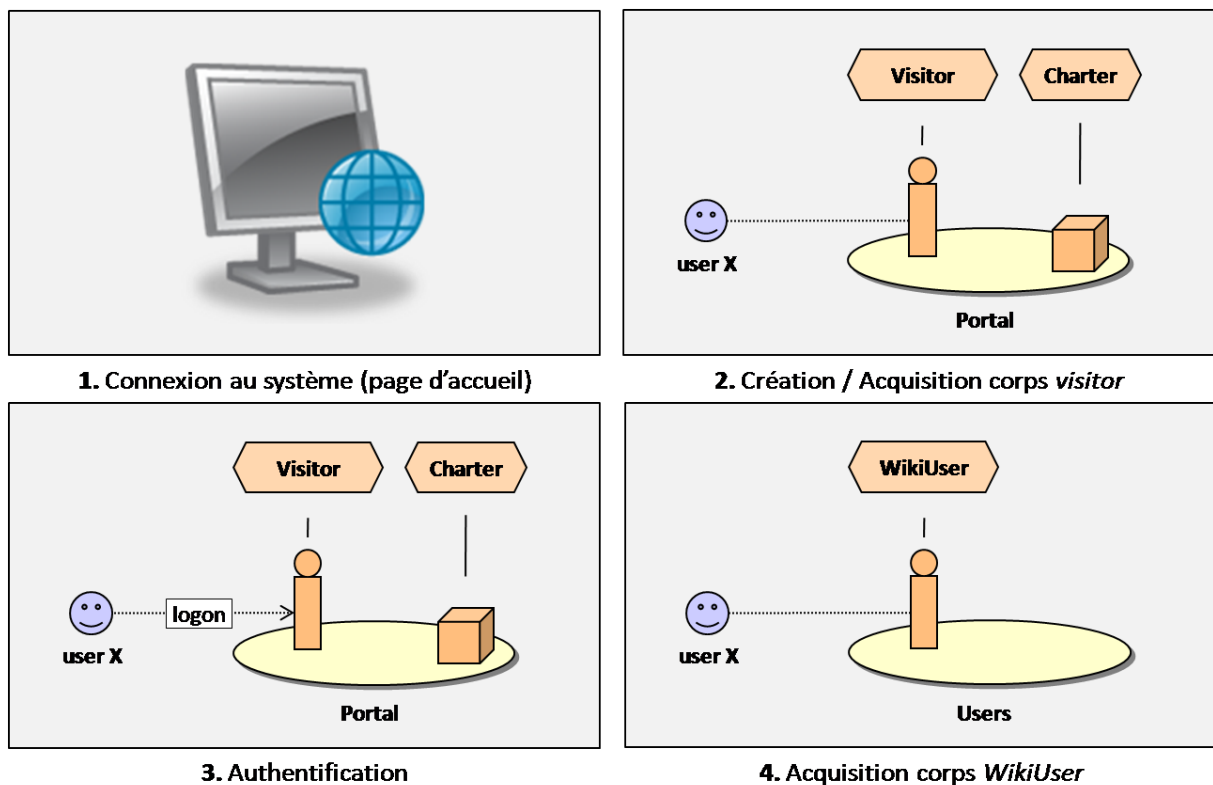 Visitor
Charter
user X
Portal
1. Connexion au système (page d'accueil)
2. Création / Acquisition corps visitor
Visitor
Charter
logon
user X
Portal
WikiUser
user X
Users
3. Authentification
4. Acquisition corps WikiUser